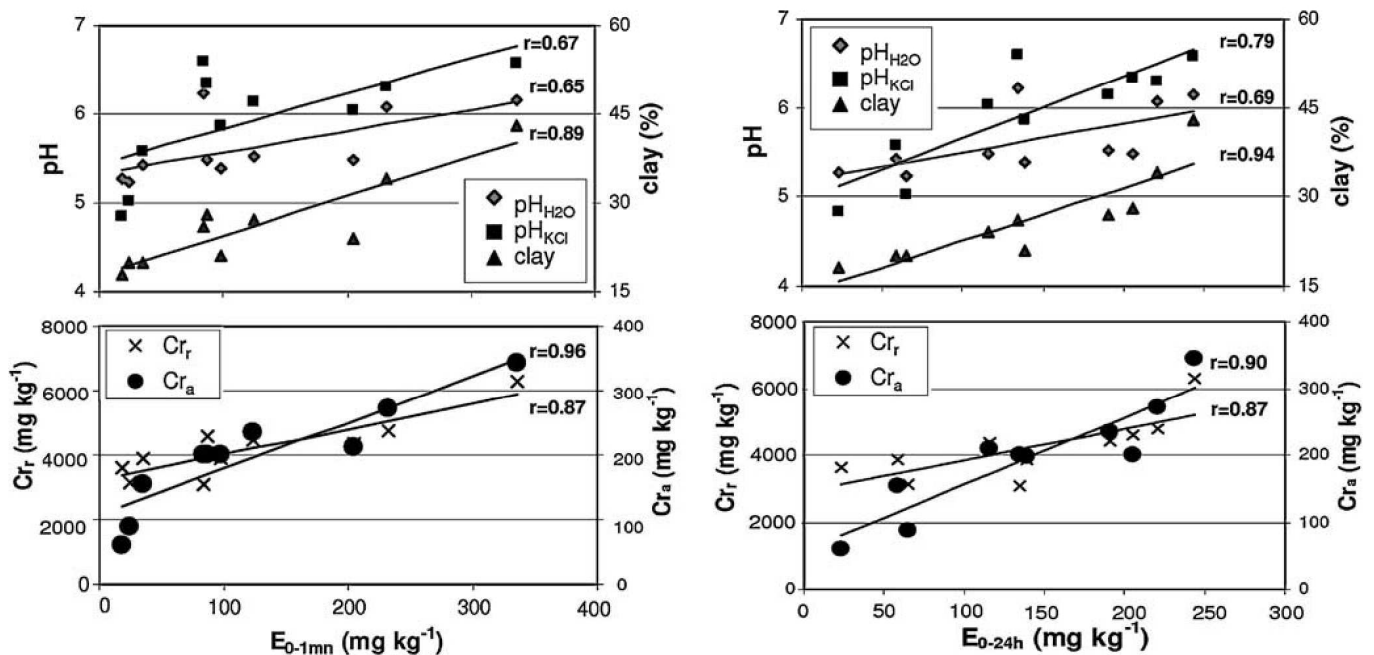 7
6
5
4
pH
60
45
30
15
clay (%)
r=0.67
r=0.65
r=0.89
pHH2O
pHKCl
clay
8000
6000
4000
2000
0
Crr (mg kg-1)
400
300
200
100
0
Cra (mg kg-1)
Crr
Cra
r=0.96
r=0.87
0 100 200 300 400
E0-1mn (mg kg-1)
7
6
5
4
pH
60
45
30
15
clay (%)
pHH2O
pHKCl
clay
r=0.79
r=0.69
r=0.94
8000
6000
4000
2000
0
Crr (mg kg-1)
400
300
200
100
0
Cra (mg kg-1)
Crr
Cra
r=0.90
r=0.87
0 50 100 150 200 250 300
E0-24h (mg kg-1)